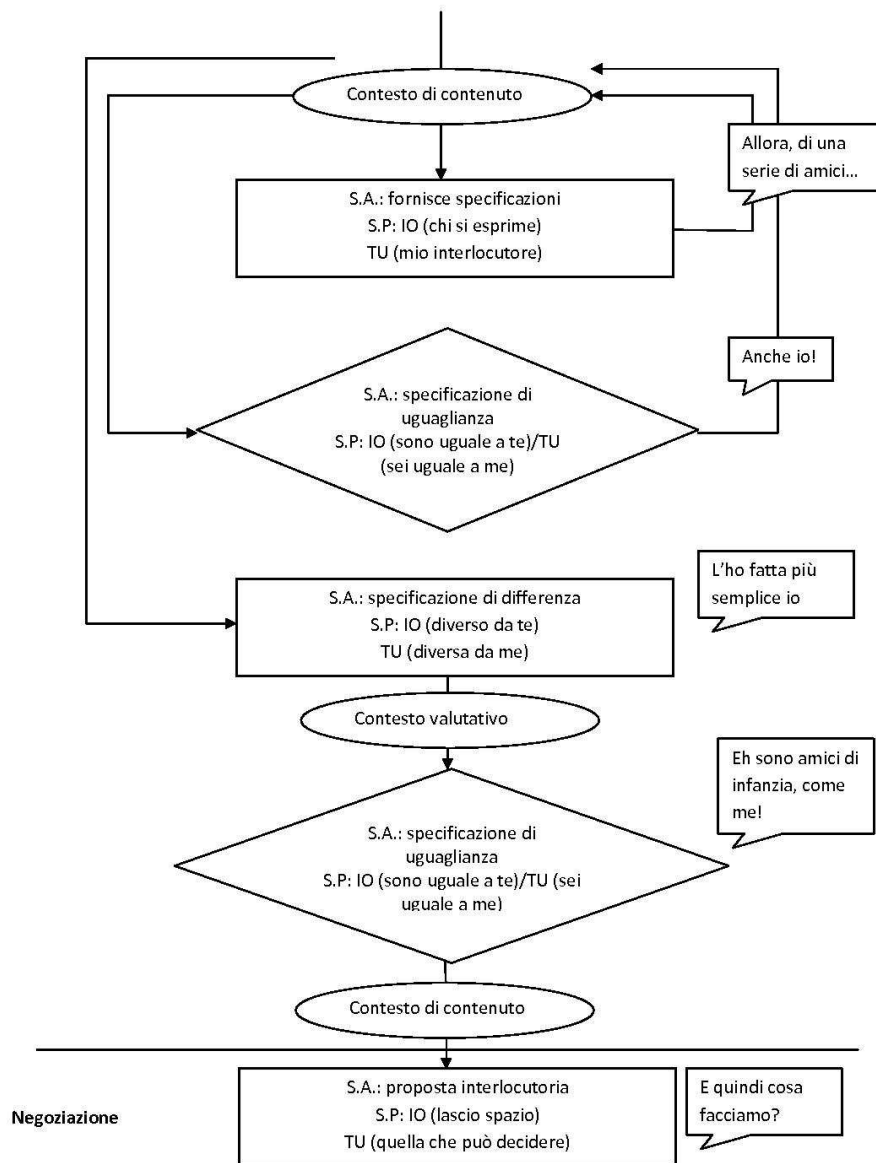 Contesto di contenuto
Allora, di una
serie di amici...
S.A.: fornisce specificazioni
S.P: IO (chi si esprime)
TU (mio interlocutore)
Anche io!
S.A.: specificazione di
uguaglianza
S.P: IO (sono uguale a te)/TU
(sei uguale a me)
L'ho fatta più
semplice io
S.A.: specificazione di differenza
S.P: IO (diverso da te)
TU (diversa da me)
Contesto valutativo
Eh sono amici di
infanzia, come
me!
S.A.: specificazione di
uguaglianza
S.P: IO (sono uguale a te)/TU (sei
uguale a me)
Contesto di contenuto
S.A.: proposta interlocutoria
S.P: IO (lascio spazio)
TU (quella che può decidere)
E quindi cosa
facciamo?
Negoziazione